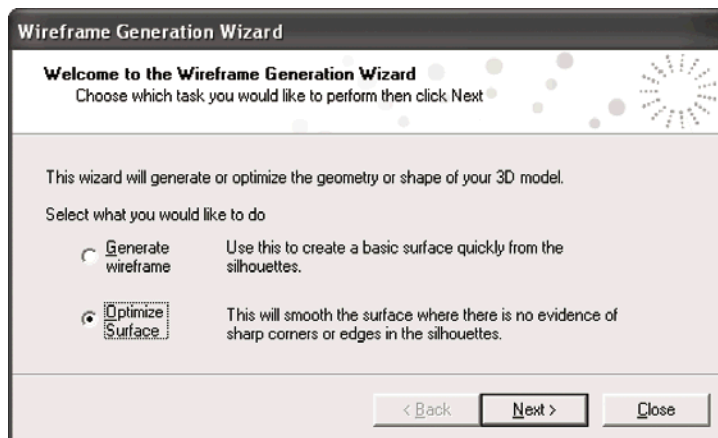 Wireframe Generation Wizard
Welcome to the Wireframe Generation Wizard
Choose which task you would like to perform then click Next
This wizard will generate or optimize the geometry or shape of your 3D model.
Select what you would like to do
Generate
wireframe
Use this to create a basic surface quickly from the
silhouettes.
Optimize
Surface
This will smooth the surface where there is no evidence of
sharp corners or edges in the silhouettes.
< Back
Next >
Close